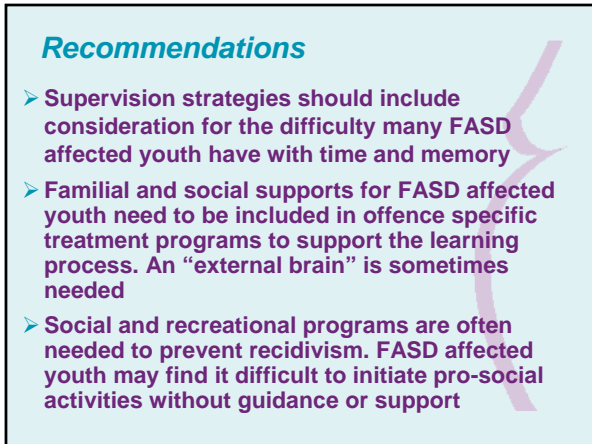 Recommendations
➢ Supervision strategies should include
consideration for the difficulty many FASD
affected youth have with time and memory
➢ Familial and social supports for FASD affected
youth need to be included in offence specific
treatment programs to support the learning
process. An “external brain” is sometimes
needed
➢ Social and recreational programs are often
needed to prevent recidivism. FASD affected
youth may find it difficult to initiate pro-social
activities without guidance or support